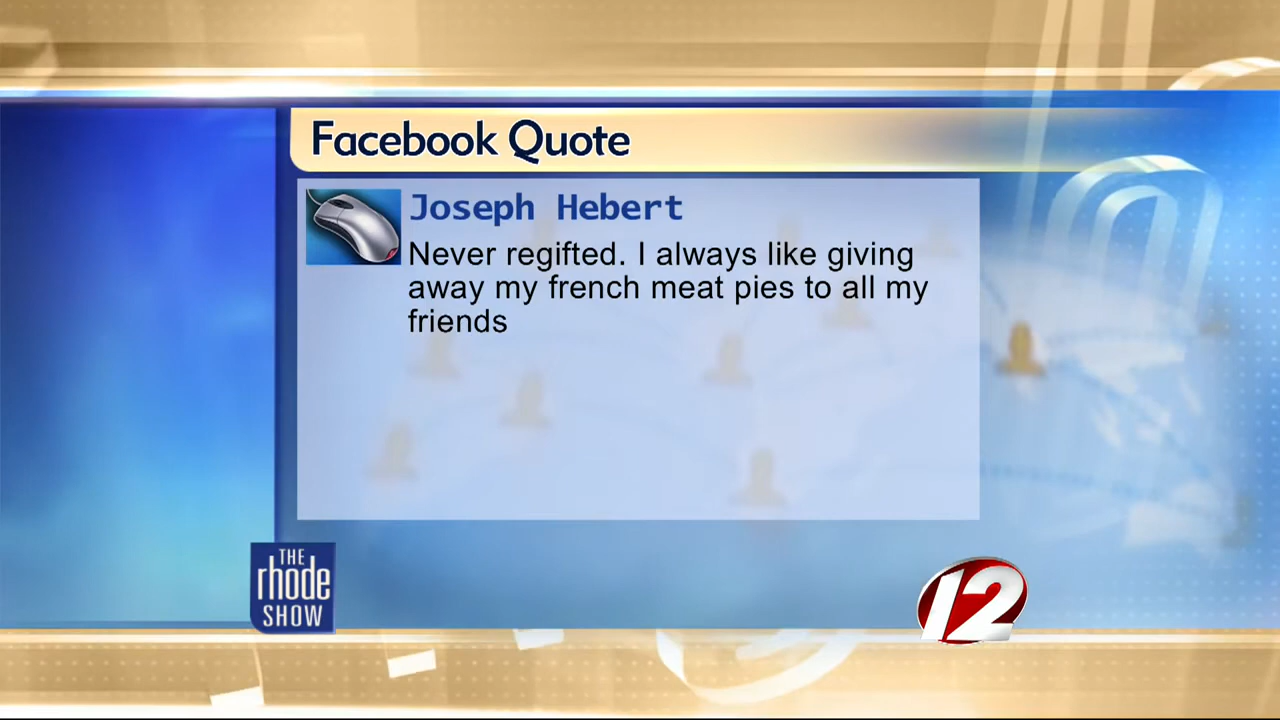 Facebook Quote
Joseph Hebert
Never regifted. I always like giving
away my french meat pies to all my
friends
THE
rhode
SHOW
12